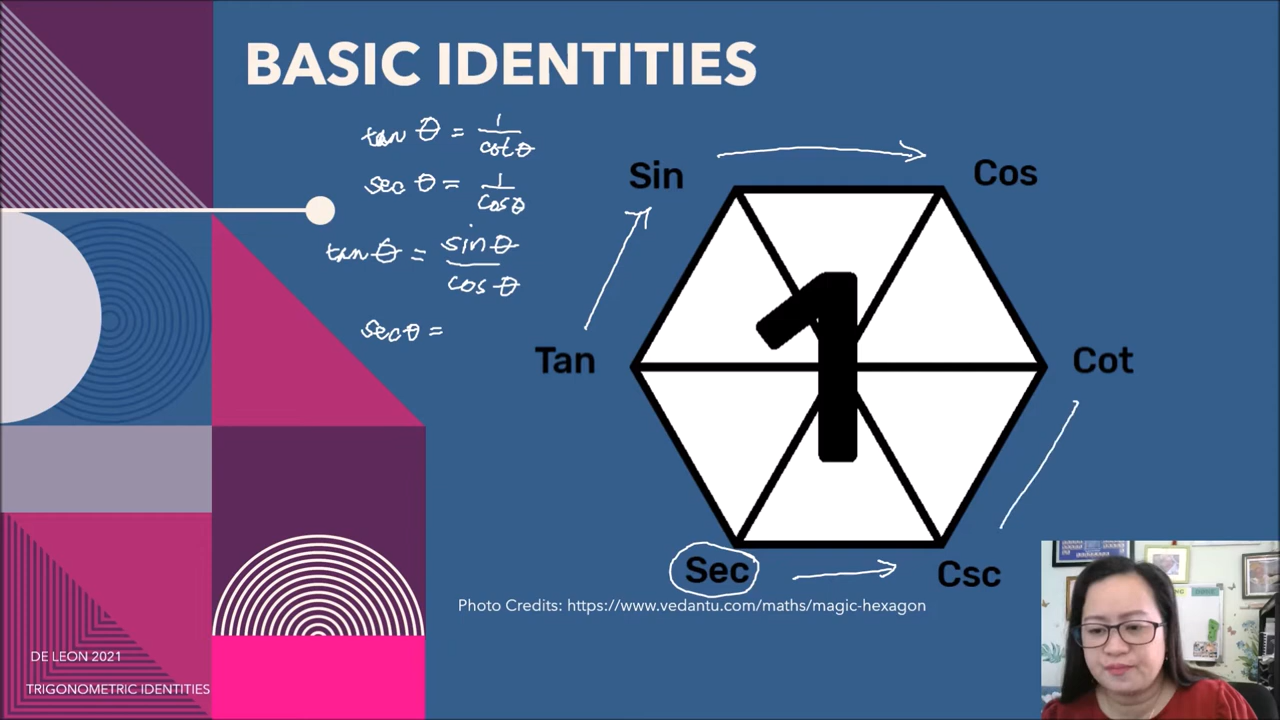 BASIC IDENTITIES
tan θ = 1/cot θ
sec θ = 1/cos θ
tan θ = sin θ/cos θ
sec θ =
Sin
Cos
Tan
1
Cot
Sec
Csc
Photo Credits: https://www.vedantu.com/maths/magic-hexagon
DE LEON 2021
TRIGONOMETRIC IDENTITIES